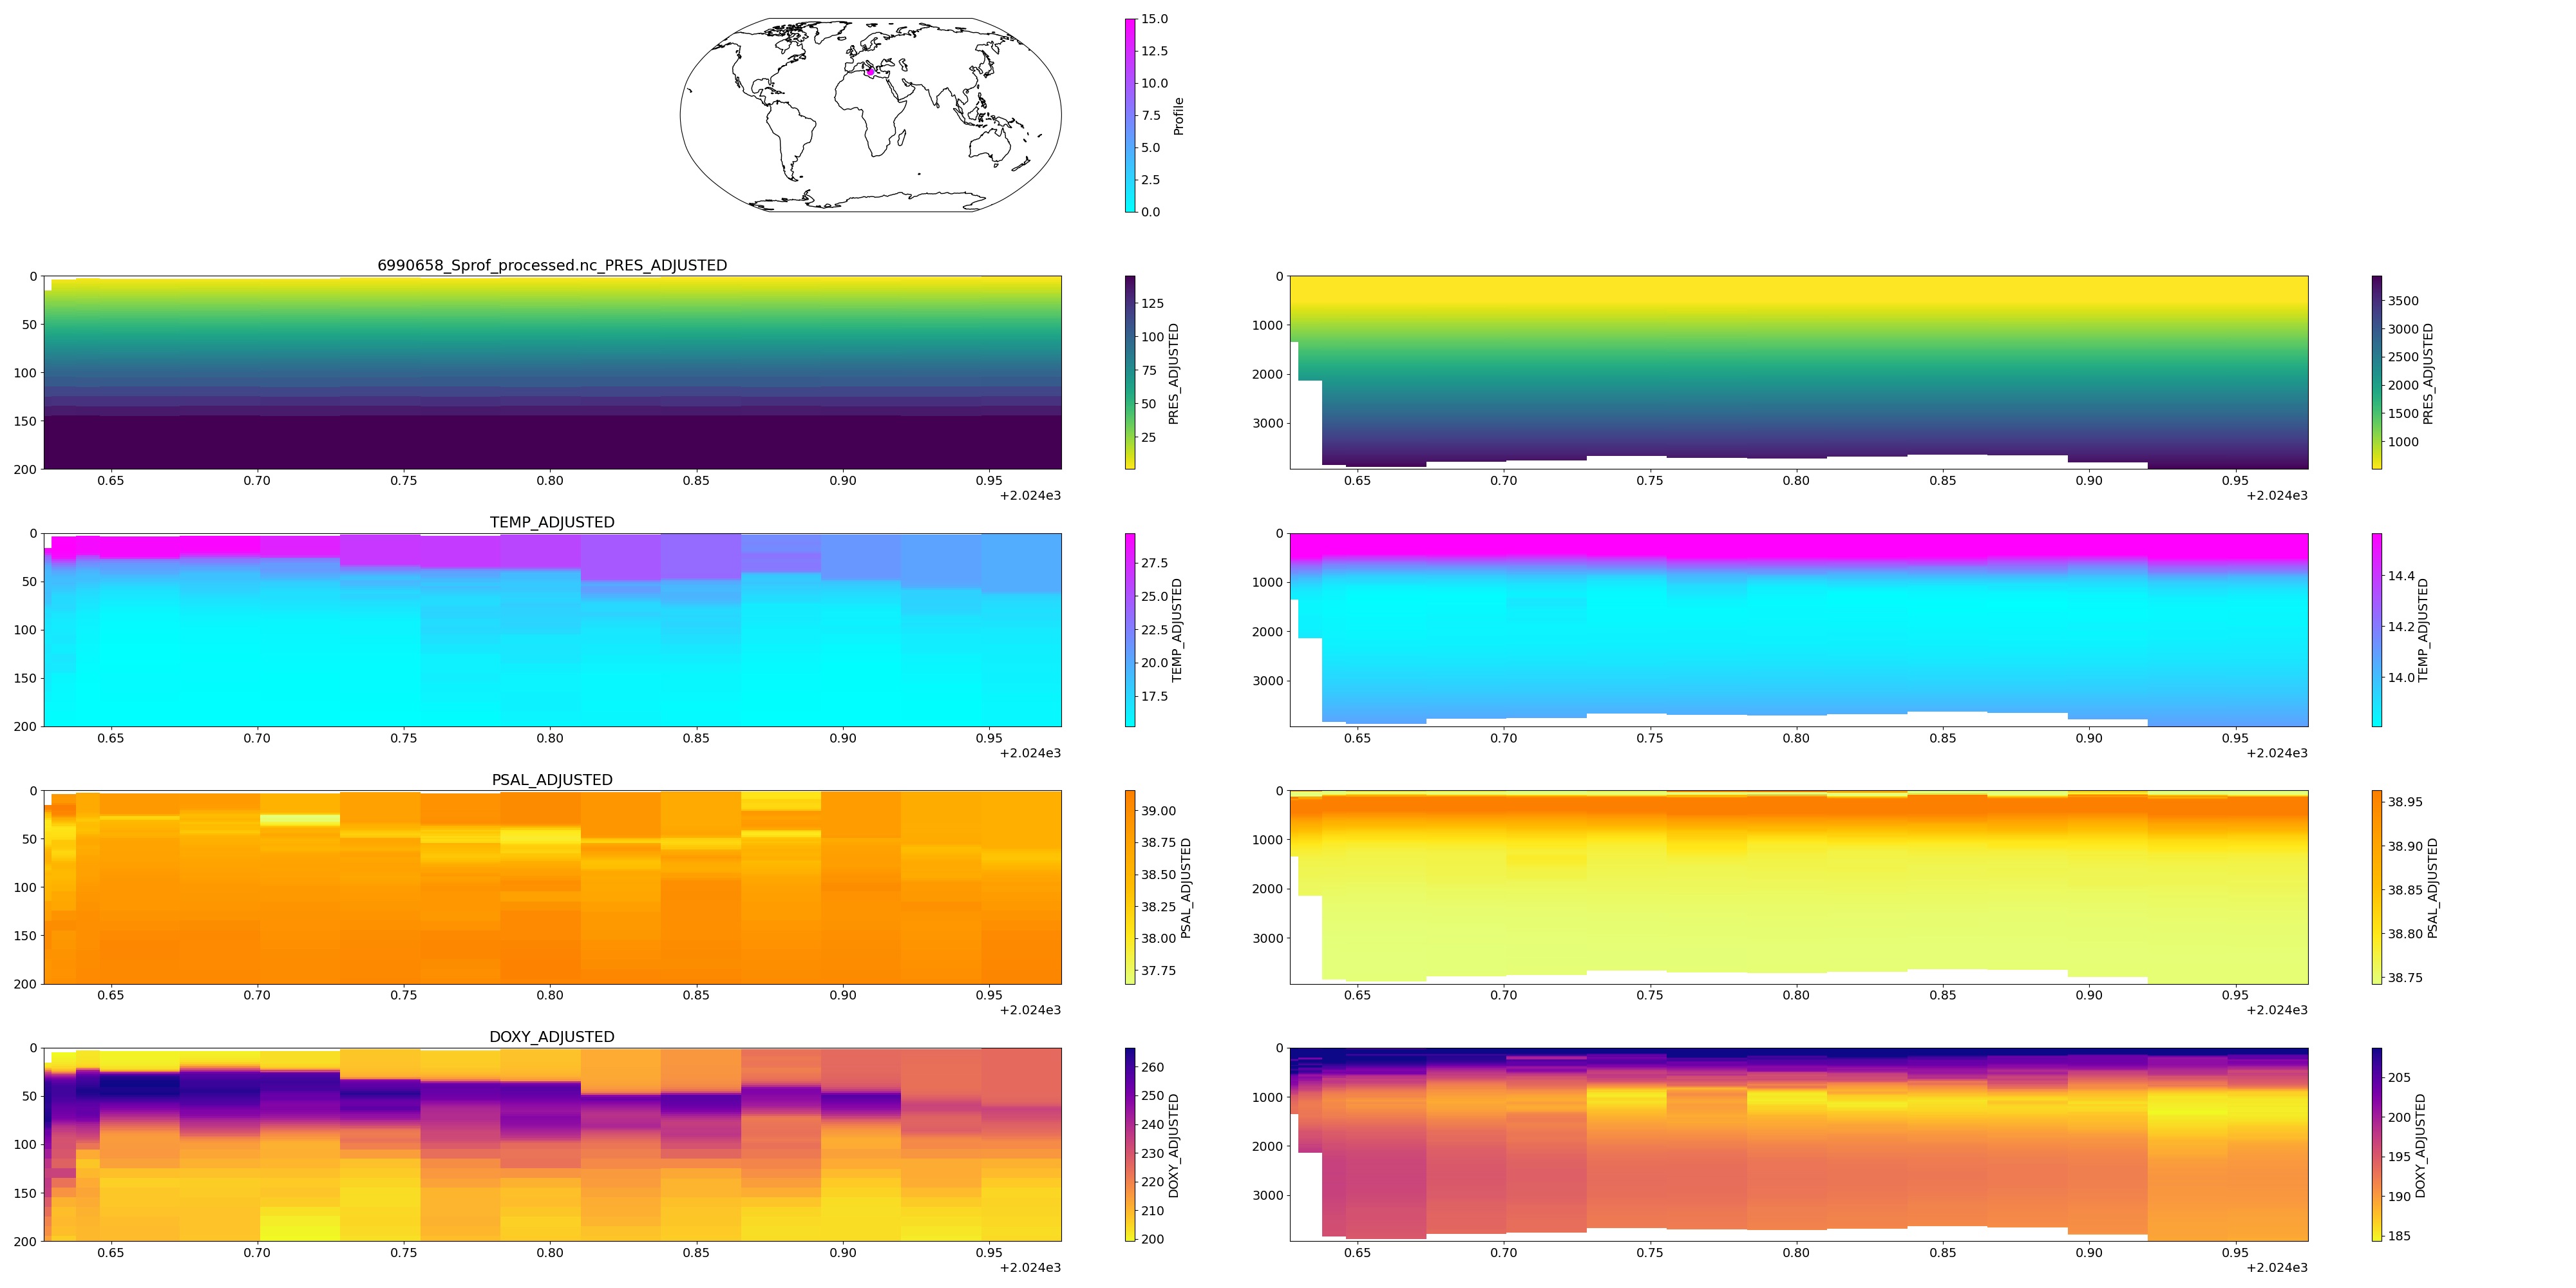 15.0
12.5
10.0
7.5
5.0
2.5
0.0
Profile
6990658_Sprof_processed.nc_PRES_ADJUSTED
0
50
100
150
200
0.65 0.70 0.75 0.80 0.85 0.90 0.95
+2.024e3
125
100
75
50
25
PRES_ADJUSTED
0
1000
2000
3000
0.65 0.70 0.75 0.80 0.85 0.90 0.95
+2.024e3
3500
3000
2500
2000
1500
1000
PRES_ADJUSTED
TEMP_ADJUSTED
0
50
100
150
200
0.65 0.70 0.75 0.80 0.85 0.90 0.95
+2.024e3
27.5
25.0
22.5
20.0
17.5
TEMP_ADJUSTED
0
1000
2000
3000
0.65 0.70 0.75 0.80 0.85 0.90 0.95
+2.024e3
14.4
14.2
14.0
TEMP_ADJUSTED
PSAL_ADJUSTED
0
50
100
150
200
0.65 0.70 0.75 0.80 0.85 0.90 0.95
+2.024e3
39.00
38.75
38.50
38.25
38.00
37.75
PSAL_ADJUSTED
0
1000
2000
3000
0.65 0.70 0.75 0.80 0.85 0.90 0.95
+2.024e3
38.95
38.90
38.85
38.80
38.75
PSAL_ADJUSTED
DOXY_ADJUSTED
0
50
100
150
200
0.65 0.70 0.75 0.80 0.85 0.90 0.95
+2.024e3
260
250
240
230
220
210
200
DOXY_ADJUSTED
0
1000
2000
3000
0.65 0.70 0.75 0.80 0.85 0.90 0.95
+2.024e3
205
200
195
190
185
DOXY_ADJUSTED